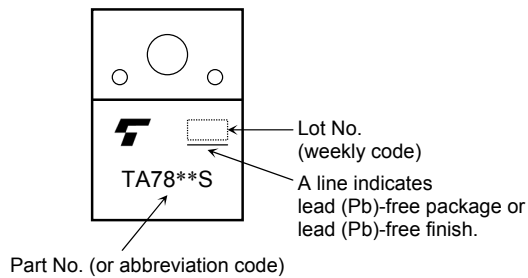 Lot No.
(weekly code)
TA78**S
A line indicates
lead (Pb)-free package or
lead (Pb)-free finish.
Part No. (or abbreviation code)